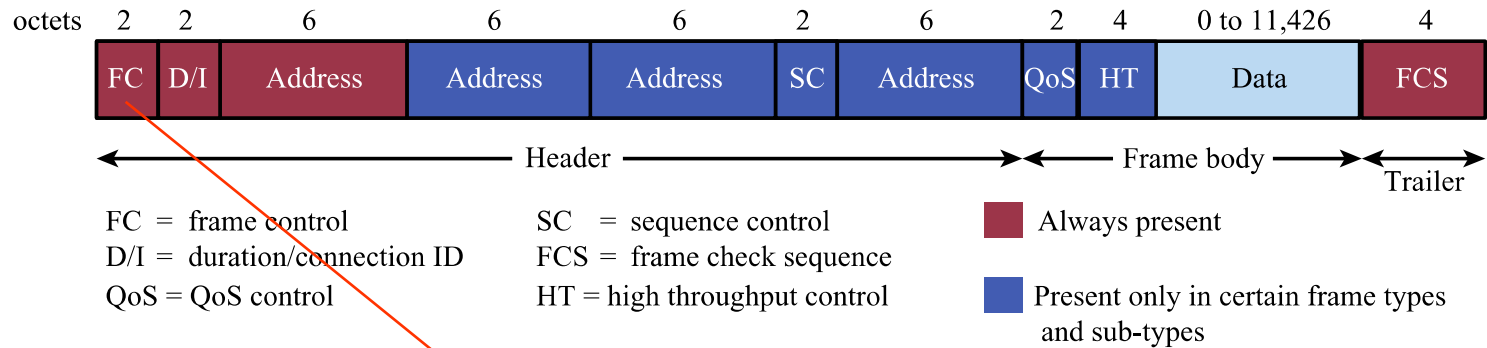 octets 2 2 6 6 6 2 6 2 4 0 to 11,426 4
FC D/I Address Address Address SC Address QoS HT Data FCS
Header Frame body
Trailer
FC = frame control SC = sequence control Always present
D/I = duration/connection ID FCS = frame check sequence
QoS = QoS control HT = high throughput control Present only in certain frame types
and sub-types